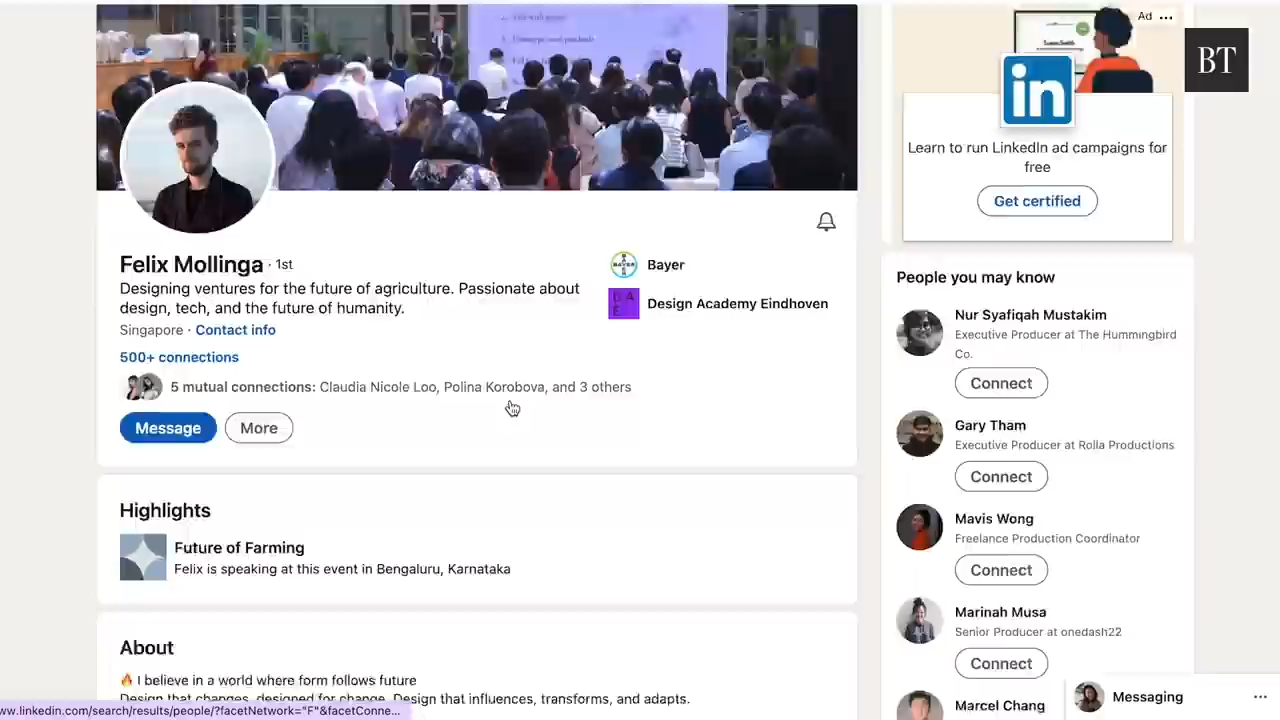 Ad
BT
in
Learn to run LinkedIn ad campaigns for
free
Get certified
Felix Mollinga · 1st
Designing ventures for the future of agriculture. Passionate about
design, tech, and the future of humanity.
Singapore · Contact info
500+ connections
5 mutual connections: Claudia Nicole Loo, Polina Korobova, and 3 others
Message
More
Bayer
Design Academy Eindhoven
Highlights
Future of Farming
Felix is speaking at this event in Bengaluru, Karnataka
About
🔥 I believe in a world where form follows future
Design that changes, designed for change. Design that influences, transforms, and adapts.
ww.linkedin.com/search/results/people/?facetNetwork="F"&facetConne...
People you may know
Nur Syafiqah Mustakim
Executive Producer at The Hummingbird
Co.
Connect
Gary Tham
Executive Producer at Rolla Productions
Connect
Mavis Wong
Freelance Production Coordinator
Connect
Marinah Musa
Senior Producer at onedash22
Connect
Marcel Chang
Messaging